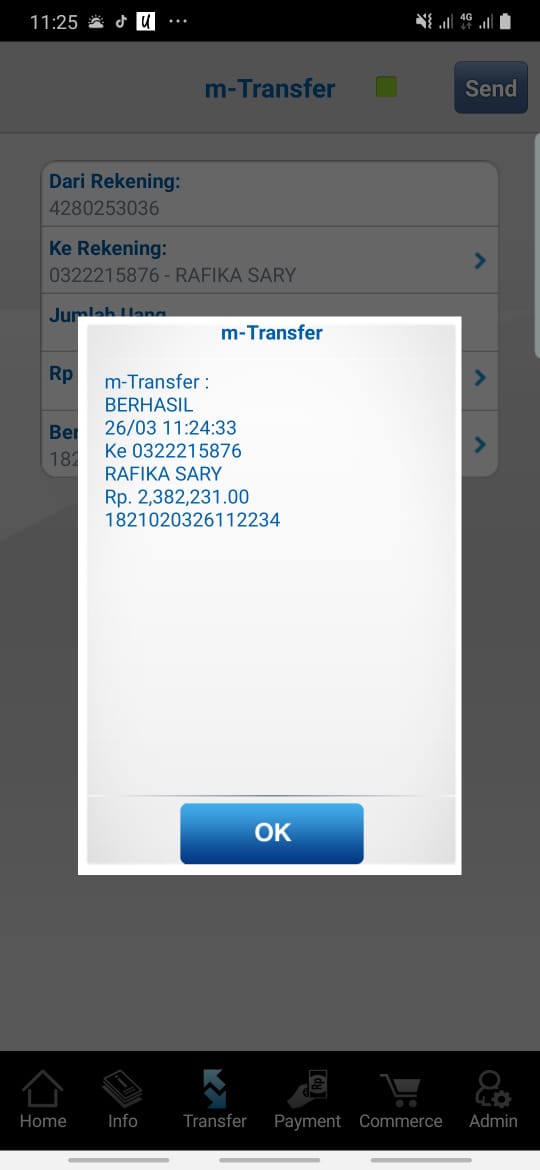 11:25
4G
m-Transfer
Send
Dari Rekening:
4280253036
Ke Rekening:
0322215876 - RAFIKA SARY
Jumlah Uang
Rp
Ber
182
m-Transfer
m-Transfer :
BERHASIL
26/03 11:24:33
Ke 0322215876
RAFIKA SARY
Rp. 2,382,231.00
1821020326112234
OK
Home
Info
Transfer
Payment
Commerce
Admin